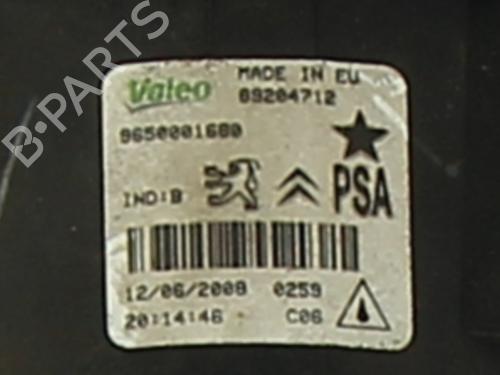 B-PARTS
Valeo
MADE IN EU
89204712
9650001680
IND:B
PSA
12/06/2008 0259
20:14:46 C06